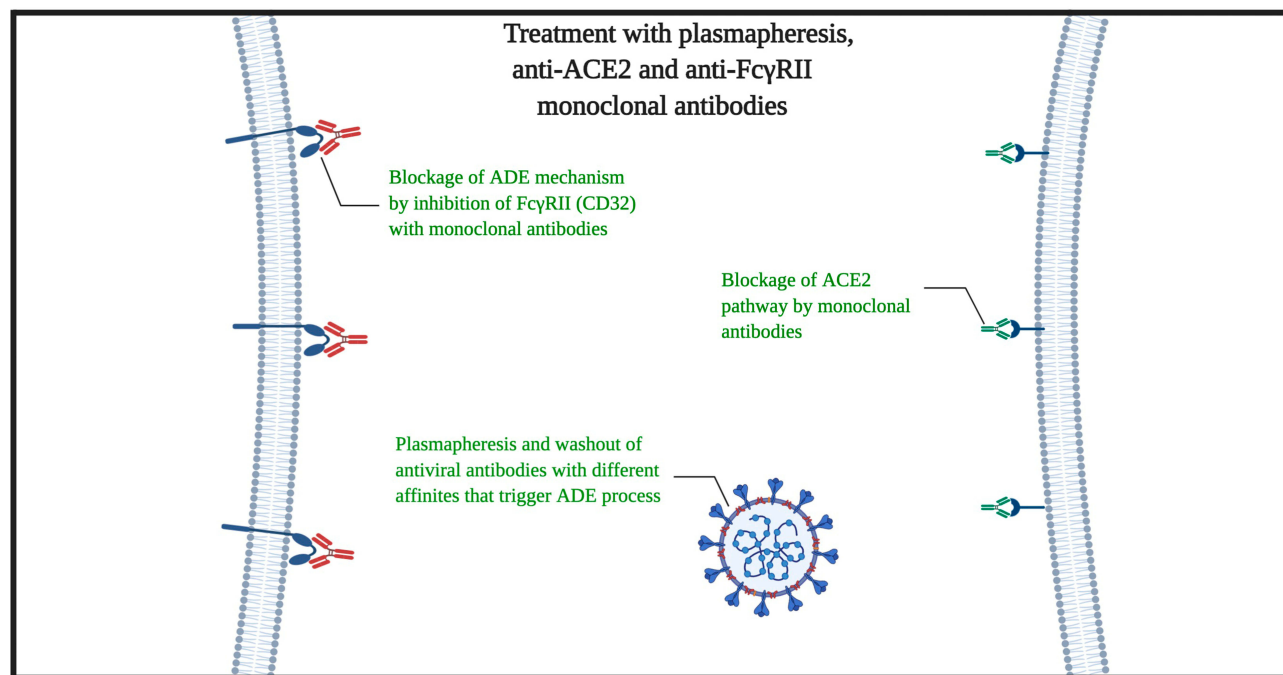 Treatment with plasmapheresis,
anti-ACE2 and anti-FcγRII
monoclonal antibodies
Blockage of ADE mechanism
by inhibition of FcγRII (CD32)
with monoclonal antibodies
Blockage of ACE2
pathway by monoclonal
antibodies
Plasmapheresis and washout of
antiviral antibodies with different
affinites that trigger ADE process